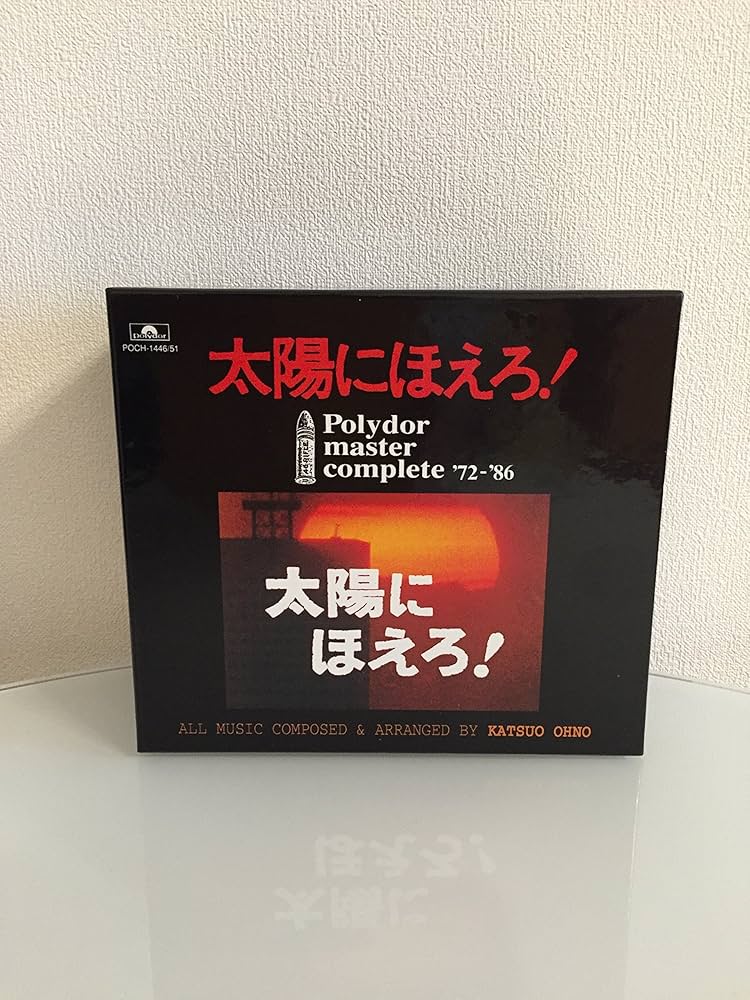 Polydor
POCH-1446/51
太陽にほえろ!
Polydor
master
complete '72-'86
太陽に
ほえろ!
ALL MUSIC COMPOSED & ARRANGED BY KATSUO OHNO